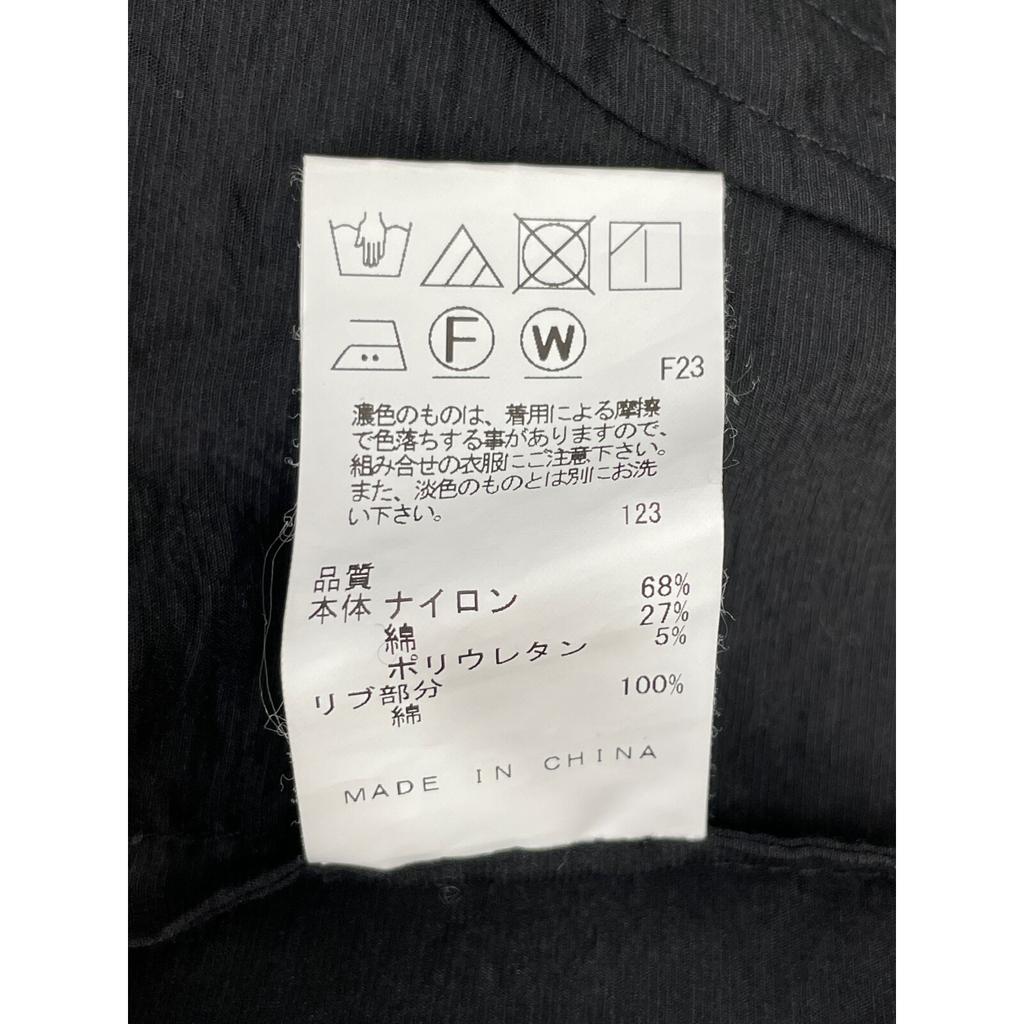 F
W
F23
濃色のものは、着用による摩擦
で色落ちする事がありますので、
組み合せの衣服にご注意下さい。
また、淡色のものとは別にお洗
い下さい。
123
品質
本体 ナイロン 68%
綿 27%
ポリウレタン 5%
リブ部分
綿 100%
MADE IN CHINA